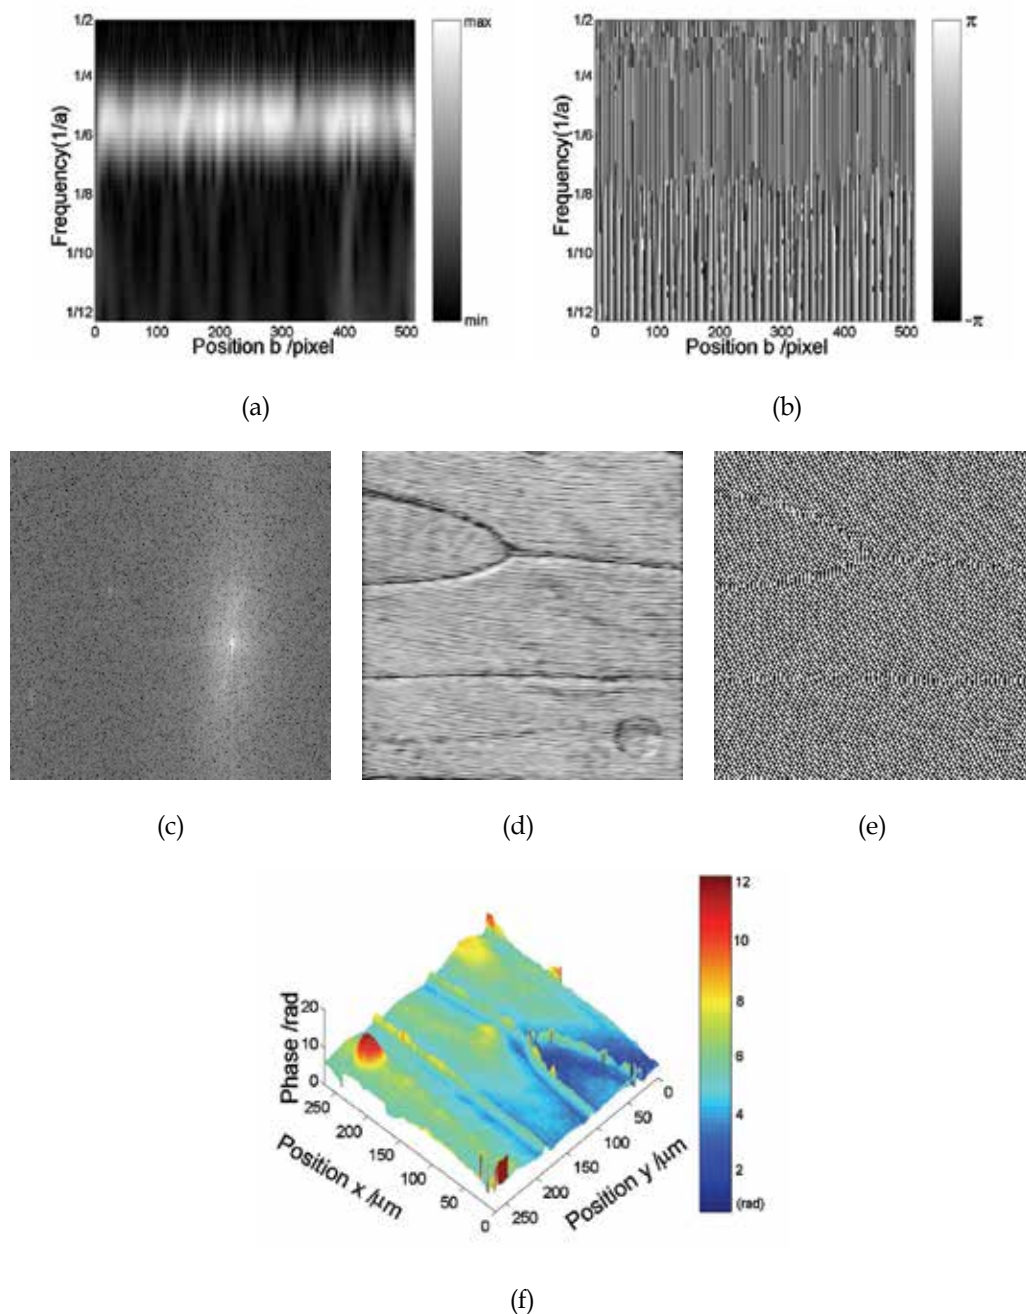 1/2
1/4
1/6
1/8
1/10
1/12
Frequency(1/a)
0 100 200 300 400 500
Position b /pixel
max
min
(a)
1/2
1/4
1/6
1/8
1/10
1/12
Frequency(1/a)
0 100 200 300 400 500
Position b /pixel
π
-π
(b)
(c)
(d)
(e)
20
10
0
Phase /rad
250
200
150
100
50
0
Position x /μm
0
50
100
150
200
250
Position y /μm
12
10
8
6
4
2
(rad)
(f)